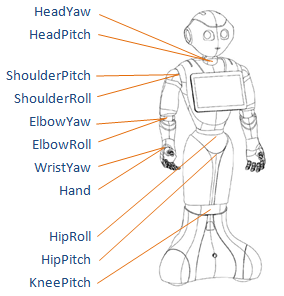 HeadYaw
HeadPitch
ShoulderPitch
ShoulderRoll
ElbowYaw
ElbowRoll
WristYaw
Hand
HipRoll
HipPitch
KneePitch